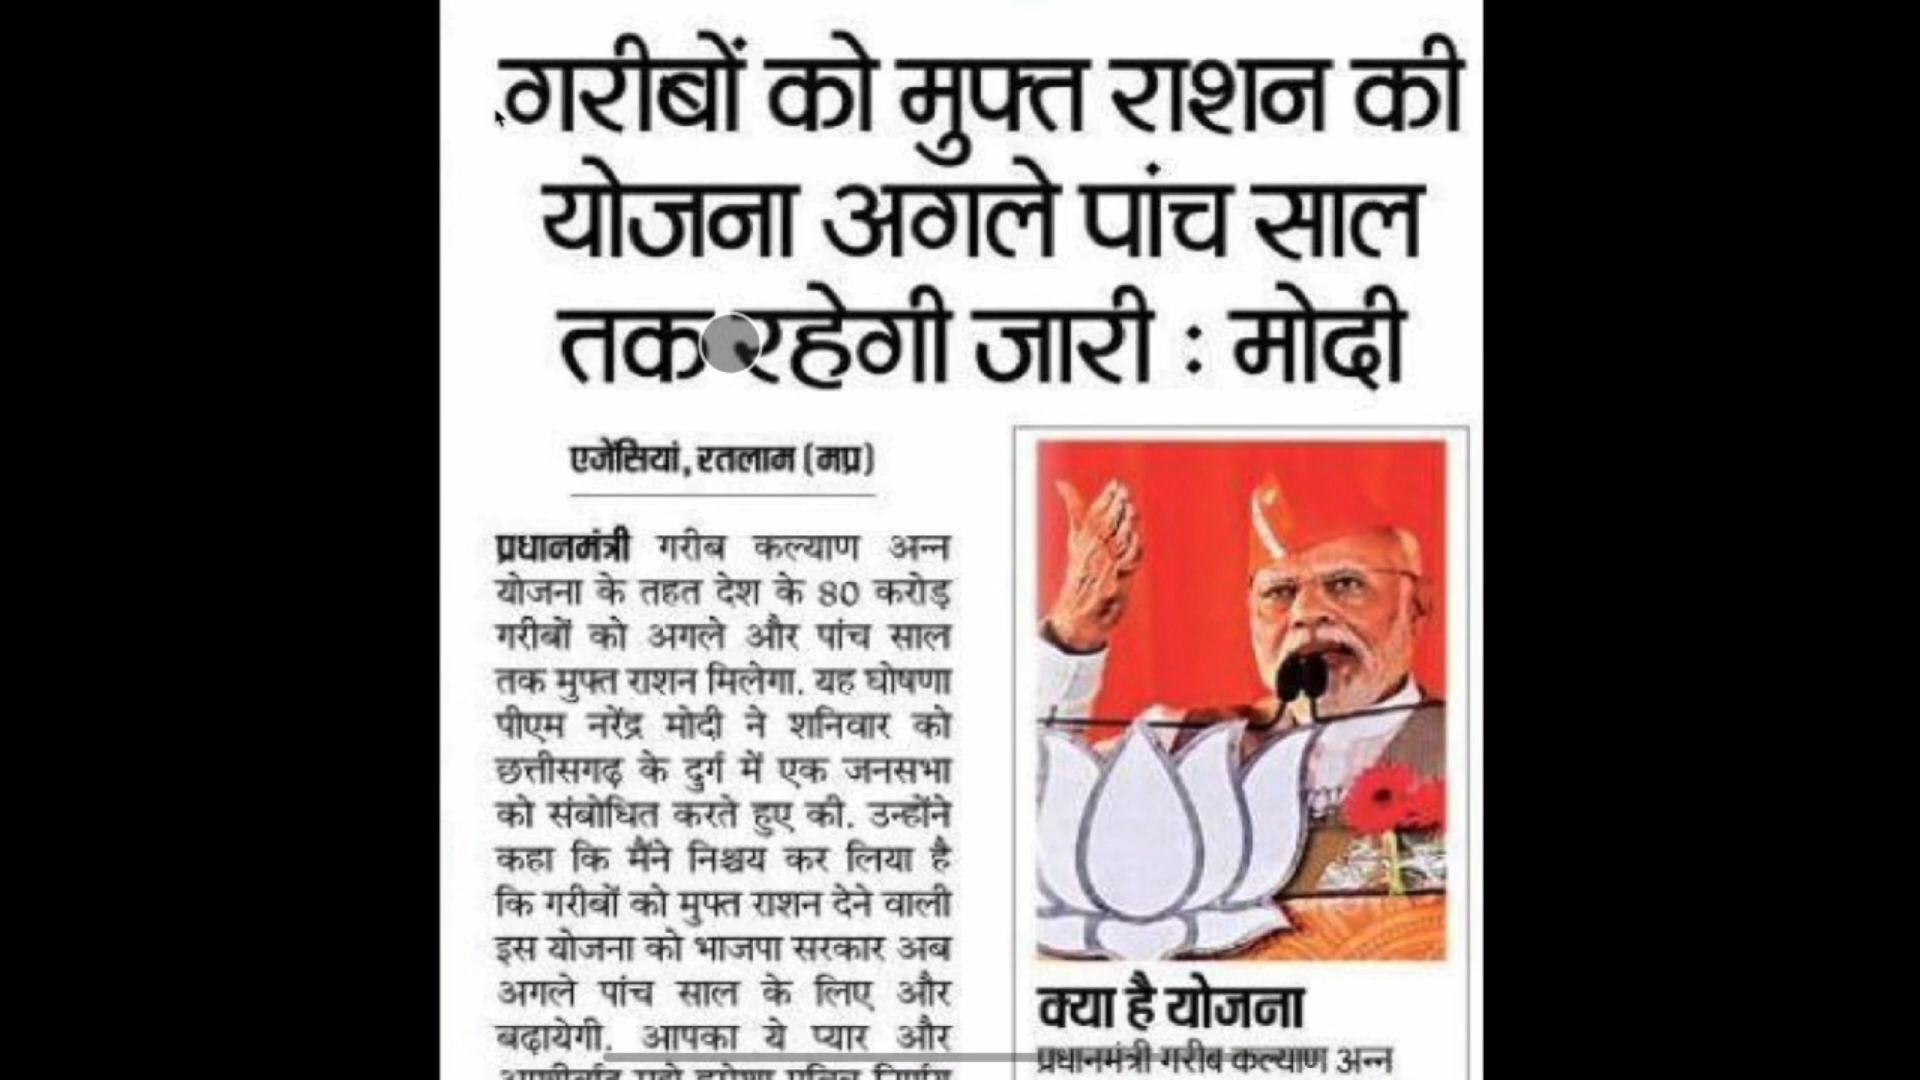 गरीबों को मुफ्त राशन की
योजना अगले पांच साल
तक रहेगी जारी : मोदी
एजेंसियां, रतलाम (मप्र)
प्रधानमंत्री गरीब कल्याण अन्न
योजना के तहत देश के 80 करोड़
गरीबों को अगले और पांच साल
तक मुफ्त राशन मिलेगा. यह घोषणा
पीएम नरेंद्र मोदी ने शनिवार को
छत्तीसगढ़ के दुर्ग में एक जनसभा
को संबोधित करते हुए की. उन्होंने
कहा कि मैंने निश्चय कर लिया है
कि गरीबों को मुफ्त राशन देने वाली
इस योजना को भाजपा सरकार अब
अगले पांच साल के लिए और
बढ़ायेगी. आपका ये प्यार और
क्या है योजना
प्रधानमंत्री गरीब कल्याण अन्न